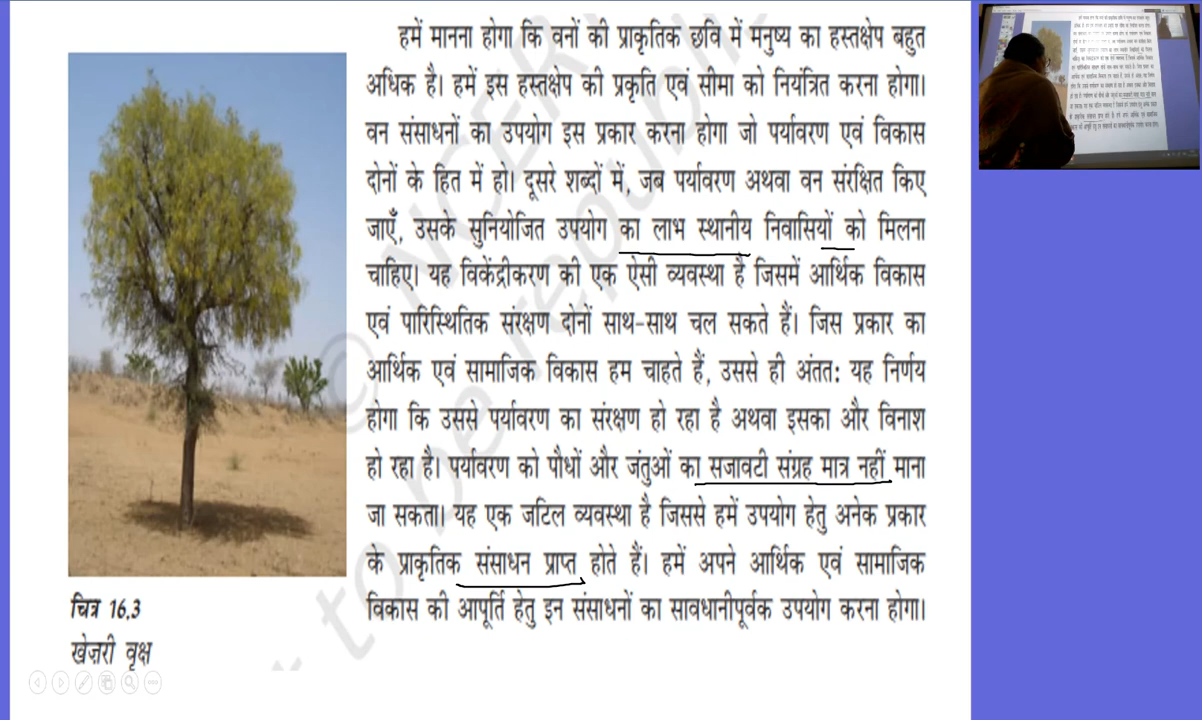 हमें मानना होगा कि वनों की प्राकृतिक छवि में मनुष्य का हस्तक्षेप बहुत
अधिक है। हमें इस हस्तक्षेप की प्रकृति एवं सीमा को नियंत्रित करना होगा।
वन संसाधनों का उपयोग इस प्रकार करना होगा जो पर्यावरण एवं विकास
दोनों के हित में हो। दूसरे शब्दों में, जब पर्यावरण अथवा वन संरक्षित किए
जाएँ, उसके सुनियोजित उपयोग का लाभ स्थानीय निवासियों को मिलना
चाहिए। यह विकेंद्रीकरण की एक ऐसी व्यवस्था है जिसमें आर्थिक विकास
एवं पारिस्थितिक संरक्षण दोनों साथ-साथ चल सकते हैं। जिस प्रकार का
आर्थिक एवं सामाजिक विकास हम चाहते हैं, उससे ही अंततः यह निर्णय
होगा कि उससे पर्यावरण का संरक्षण हो रहा है अथवा इसका और विनाश
हो रहा है। पर्यावरण को पौधों और जंतुओं का सजावटी संग्रह मात्र नहीं माना
जा सकता। यह एक जटिल व्यवस्था है जिससे हमें उपयोग हेतु अनेक प्रकार
के प्राकृतिक संसाधन प्राप्त होते हैं। हमें अपने आर्थिक एवं सामाजिक
विकास की आपूर्ति हेतु इन संसाधनों का सावधानीपूर्वक उपयोग करना होगा।
चित्र 16.3
खेज़री वृक्ष